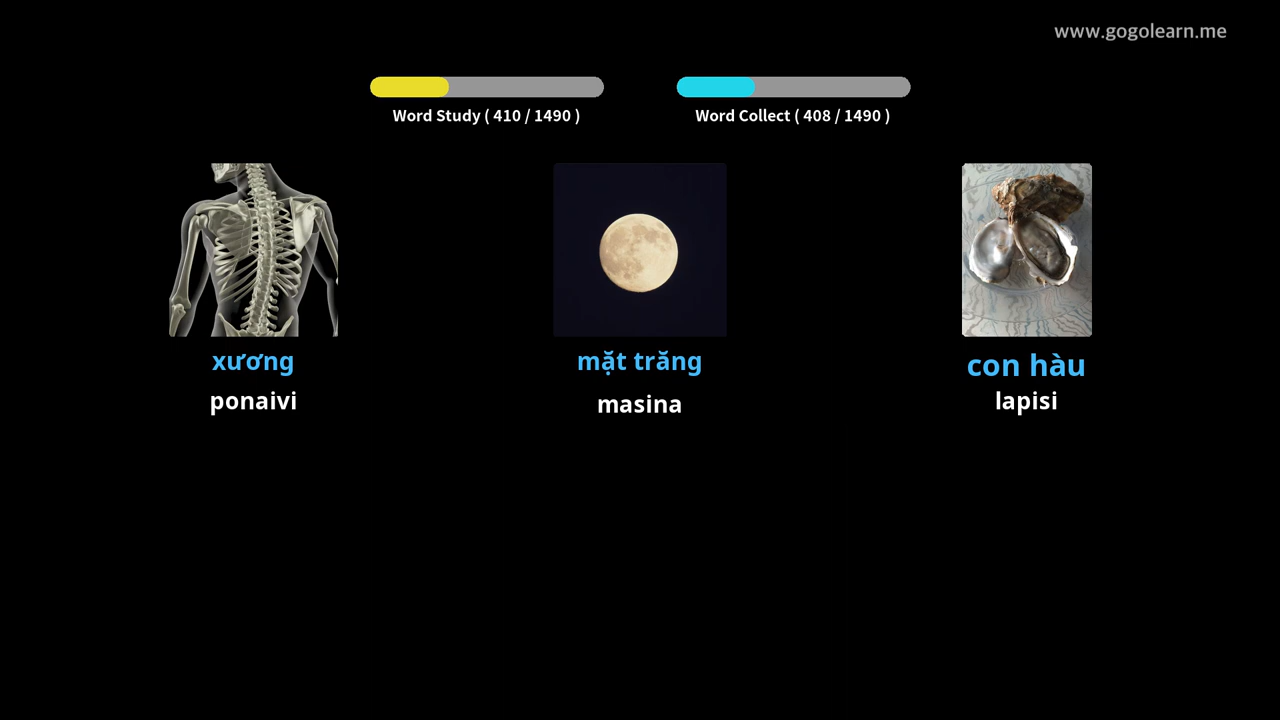 www.gogolearn.me
Word Study ( 410 / 1490 )
Word Collect ( 408 / 1490 )
xương
ponaivi
mặt trăng
masina
con hàu
lapisi